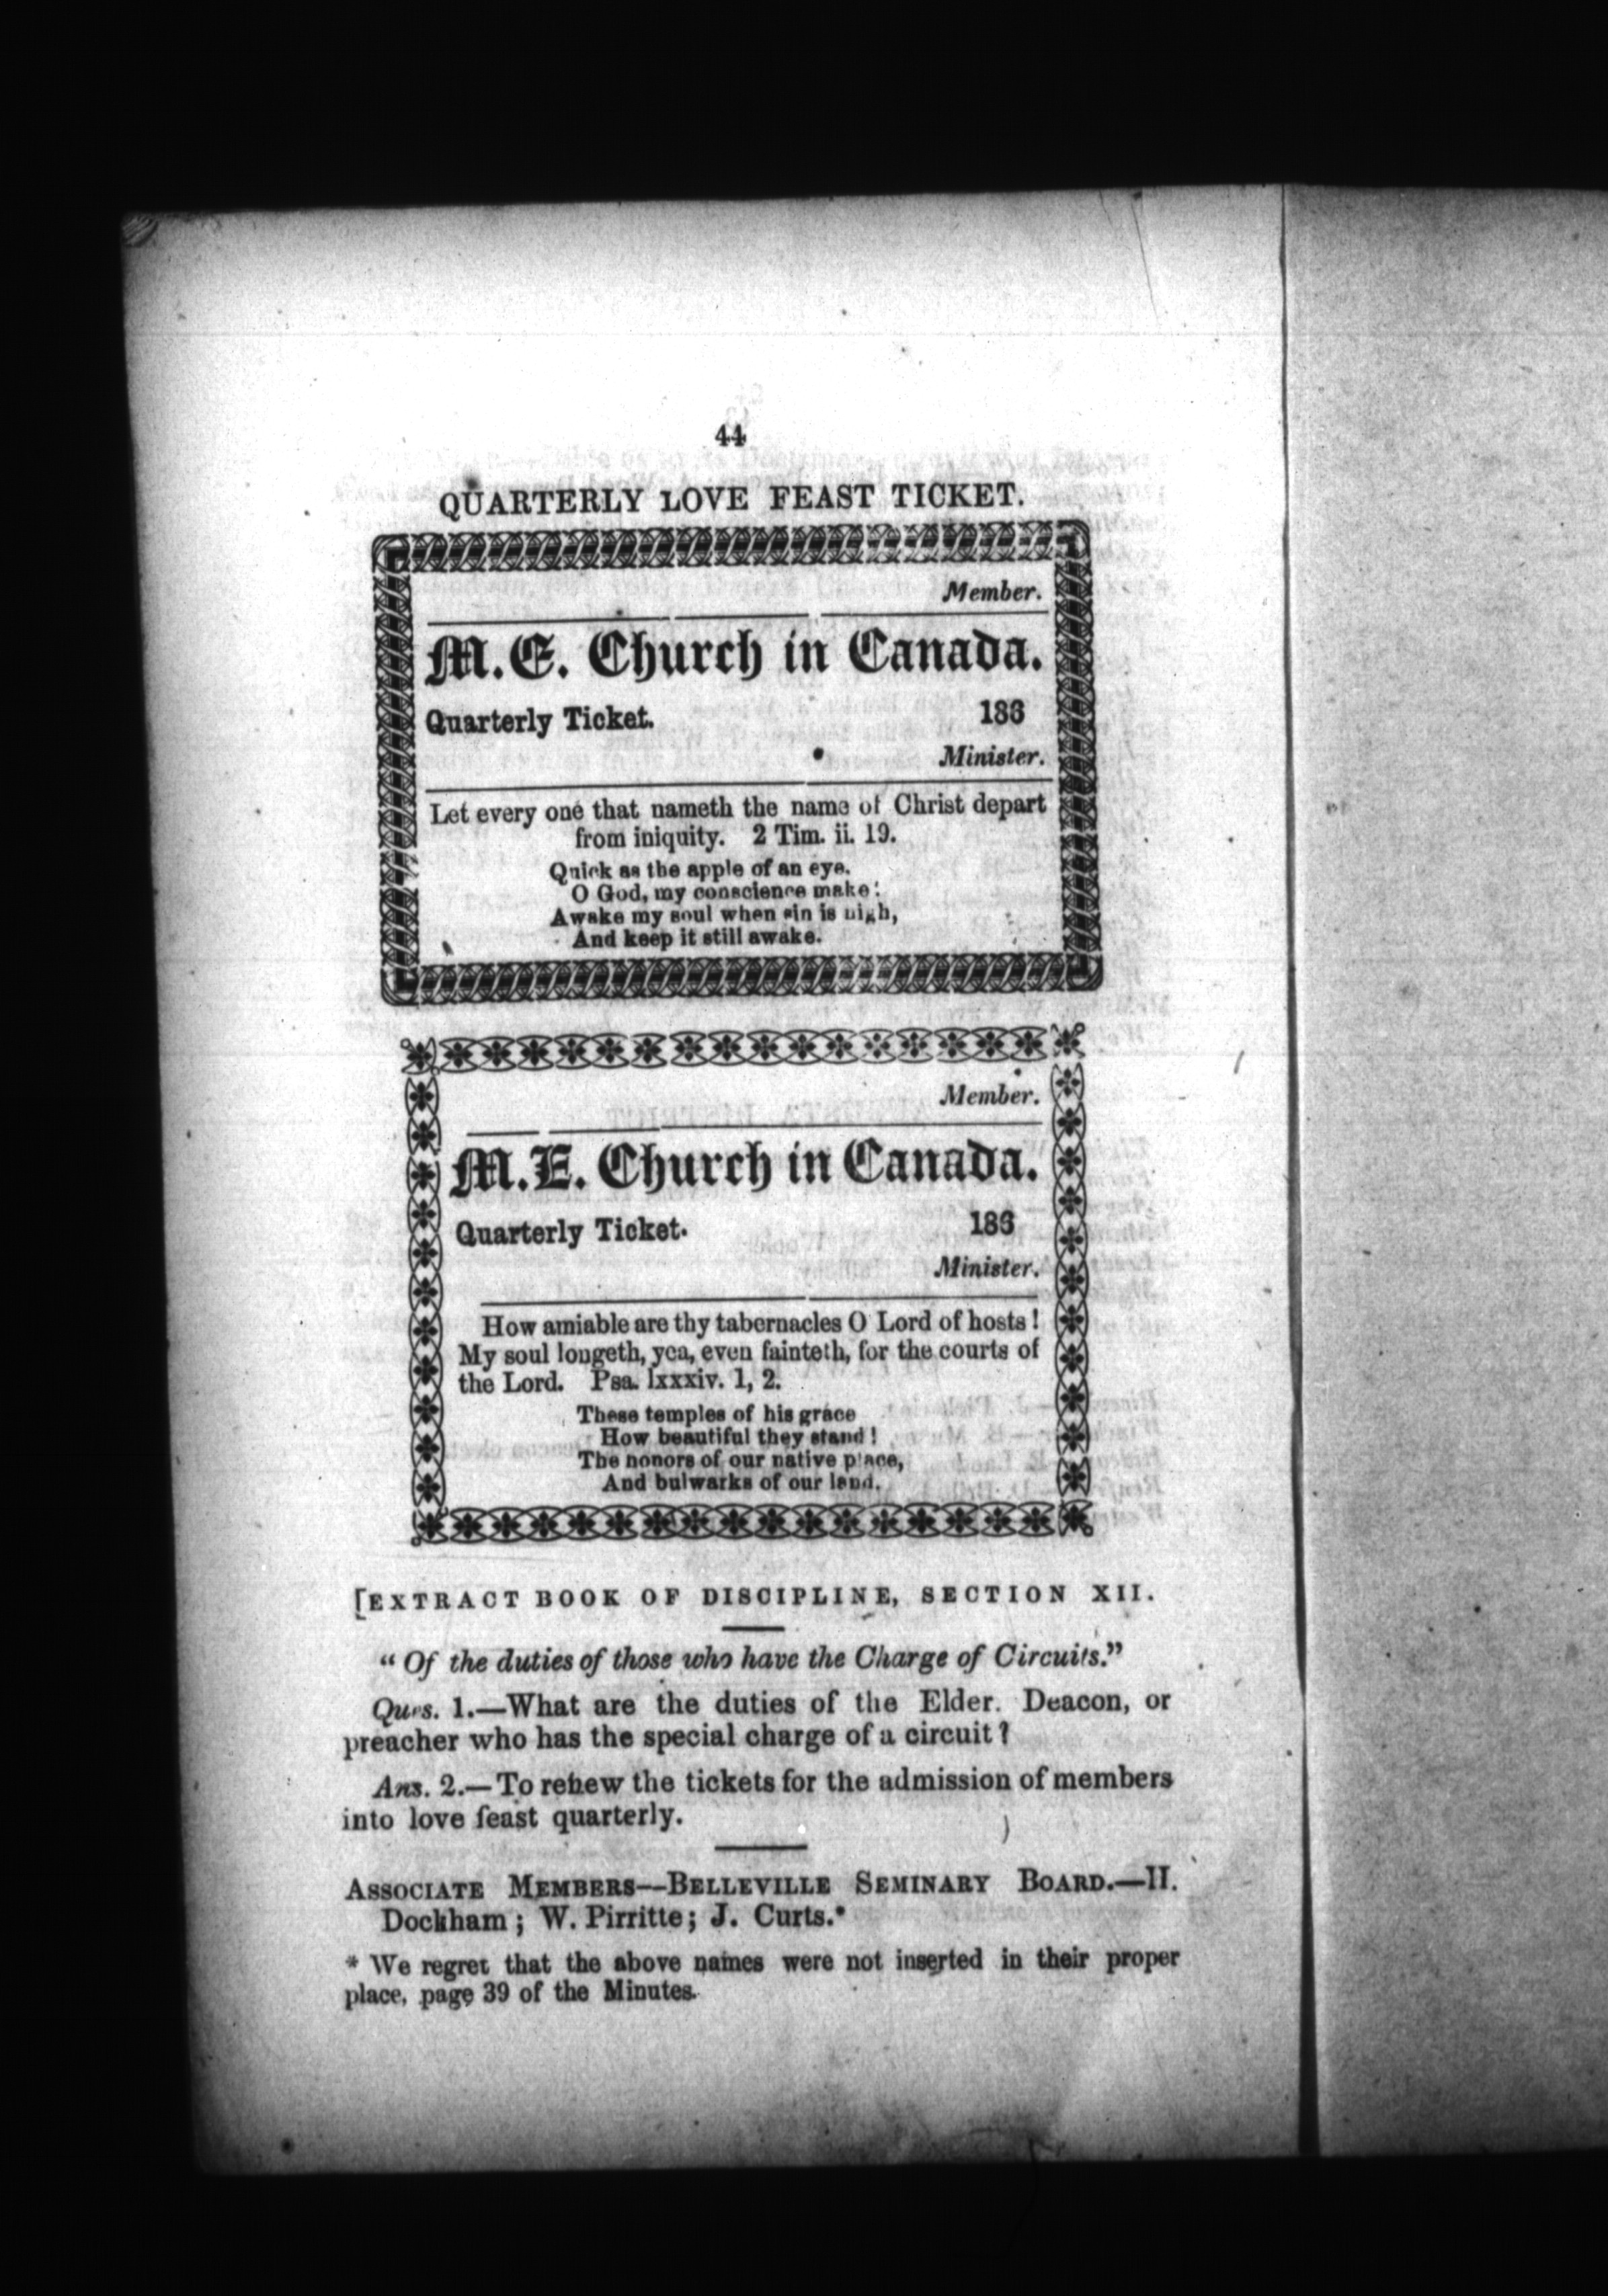 44
QUARTERLY LOVE FEAST TICKET.
Member.
M. E. Church in Canada.
Quarterly Ticket. 186
Minister.
Let every one that nameth the name of Christ depart
from iniquity. 2 Tim. ii. 19.
Quick as the apple of an eye.
O God, my conscience make:
Awake my soul when sin is nigh,
And keep it still awake.
Member.
M. E. Church in Canada.
Quarterly Ticket. 186
Minister.
How amiable are thy tabernacles O Lord of hosts!
My soul longeth, yea, even fainteth, for the courts of
the Lord. Psa. lxxxiv. 1, 2.
These temples of his grace
How beautiful they stand!
The honors of our native place,
And bulwarks of our land.
[EXTRACT BOOK OF DISCIPLINE, SECTION XII.
"Of the duties of those who have the Charge of Circuits."
Ques. 1.—What are the duties of the Elder. Deacon, or
preacher who has the special charge of a circuit?
Ans. 2.—To renew the tickets for the admission of members
into love feast quarterly.
ASSOCIATE MEMBERS—BELLEVILLE SEMINARY BOARD.—H.
Dockham; W. Pirritte; J. Curts.*
* We regret that the above names were not inserted in their proper
place, page 39 of the Minutes.